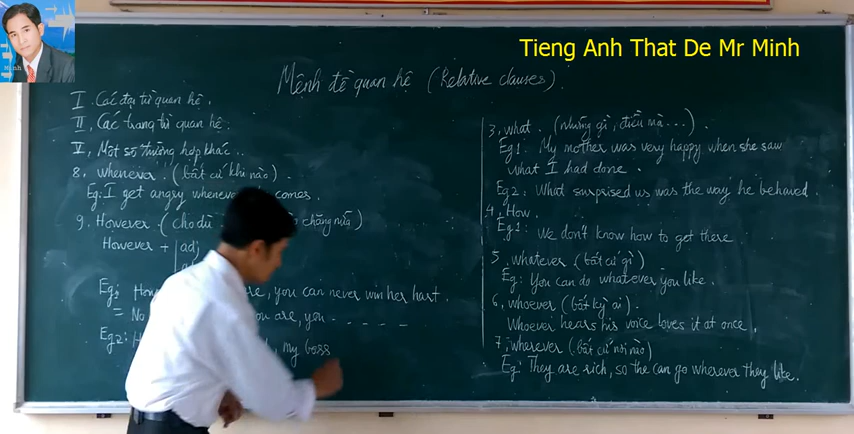 Tieng Anh That De Mr Minh
Mệnh đề quan hệ (Relative clauses).
I. Các đại từ quan hệ.
II, Các trạng từ quan hệ.
V, Một số trường hợp khác...
8, whenever. (bất cứ khi nào).
Eg: I get angry whenever comes.
9. However. (cho dù chăng nữa)
However + adj
Eg1: you can never win her hart.
= No you are, you - - - - -
Eg2: my boss
3, what. (những gì, điều mà...).
Eg1. My mother was very happy when she saw
what I had done.
Eg2: What surprised us was the way he behaved.
4, How.
Eg1: We don't know how to get there.
5, whatever (bất cứ gì)
Eg: You can do whatever you like.
6, whoever (bất kỳ ai).
Whoever hears his voice loves it at once.
7, wherever (bất cứ nơi nào)
Eg: They are rich, so the can go wherever they like.